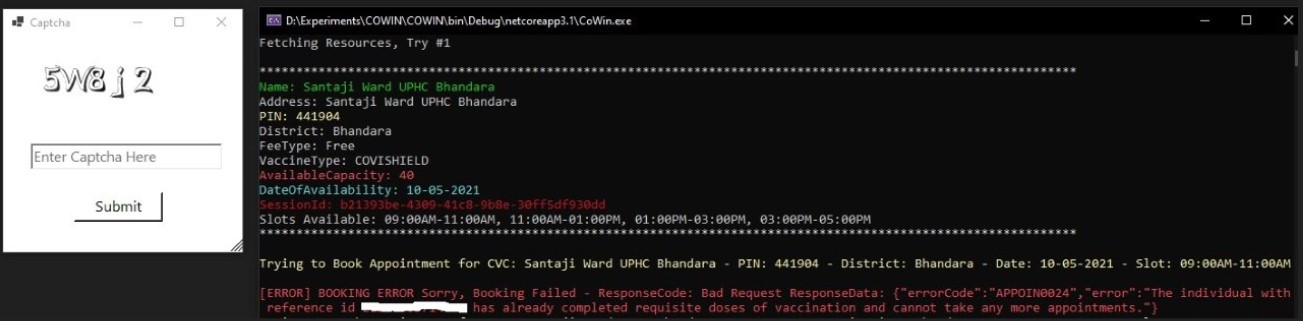 Captcha
5W8j2
Enter Captcha Here
Submit
D:\Experiments\COWIN\COWIN\bin\Debug\netcoreapp3.1\CoWin.exe
Fetching Resources, Try #1
***************************************************************************************************************
Name: Santaji Ward UPHC Bhandara
Address: Santaji Ward UPHC Bhandara
PIN: 441904
District: Bhandara
FeeType: Free
VaccineType: COVISHIELD
AvailableCapacity: 40
DateOfAvailability: 10-05-2021
SessionId: b21393be-4309-41c8-9b8e-30ff5df930dd
Slots Available: 09:00AM-11:00AM, 11:00AM-01:00PM, 01:00PM-03:00PM, 03:00PM-05:00PM
***************************************************************************************************************
Trying to Book Appointment for CVC: Santaji Ward UPHC Bhandara - PIN: 441904 - District: Bhandara - Date: 10-05-2021 - Slot: 09:00AM-11:00AM
[ERROR] BOOKING ERROR Sorry, Booking Failed - ResponseCode: Bad Request ResponseData: {"errorCode":"APPOIN0024","error":"The individual with
reference id has already completed requisite doses of vaccination and cannot take any more appointments."}